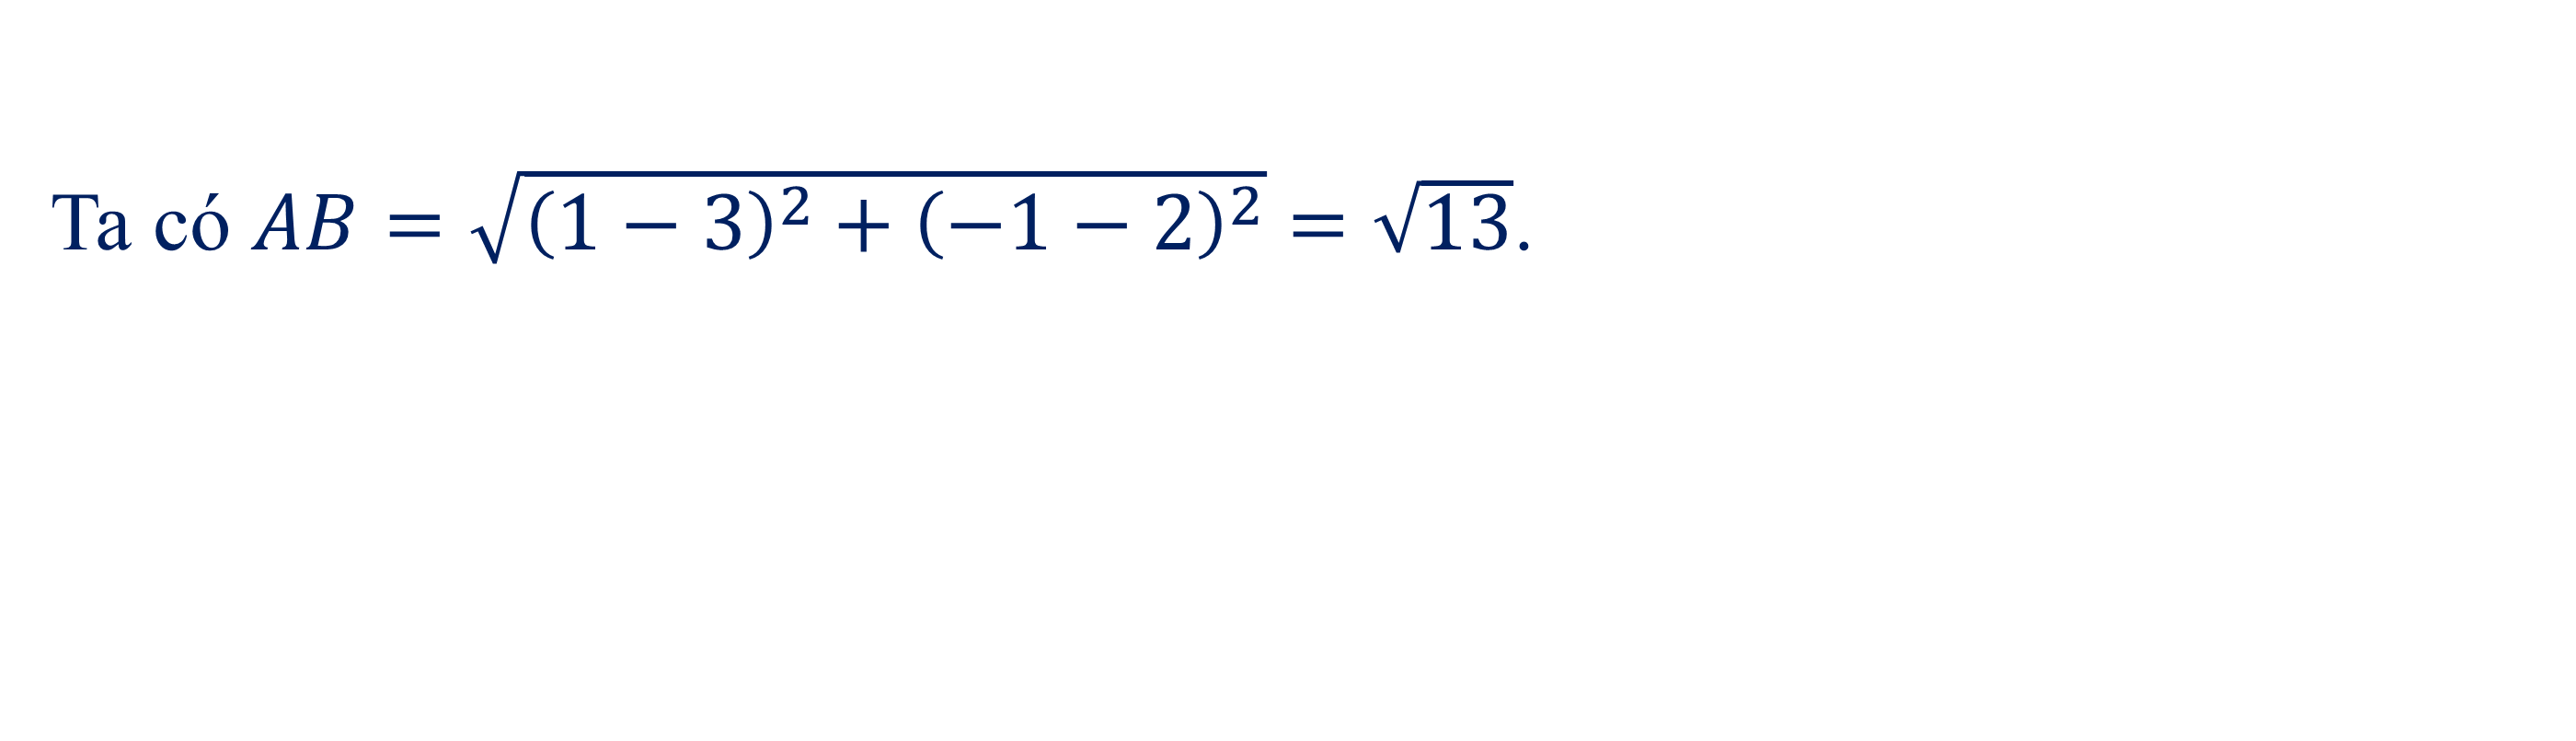 Ta có AB = √((1 − 3)² + (−1 − 2)²) = √13.